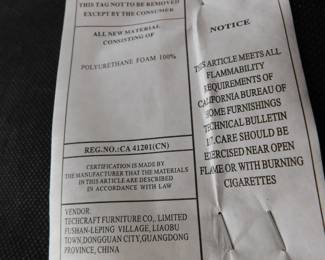 THIS TAG NOT TO BE REMOVED
EXCEPT BY THE CONSUMER
ALL NEW MATERIAL
CONSISTING OF
POLYURETHANE FOAM 100%
REG.NO.:CA 41201(CN)
CERTIFICATION IS MADE BY
THE MANUFACTURER THAT THE MATERIALS
IN THIS ARTICLE ARE DESCRIBED
IN ACCORDANCE WITH LAW
VENDOR:
TECHCRAFT FURNITURE CO., LIMITED
FUSHAN-LEPING VILLAGE, LIAOBU
TOWN,DONGGUAN CITY,GUANGDONG
PROVINCE, CHINA
NOTICE
THIS ARTICLE MEETS ALL
FLAMMABILITY
REQUIREMENTS OF
CALIFORNIA BUREAU OF
HOME FURNISHINGS
TECHNICAL BULLETIN
CARE SHOULD BE
EXERCISED NEAR OPEN
FLAME OR WITH BURNING
CIGARETTES